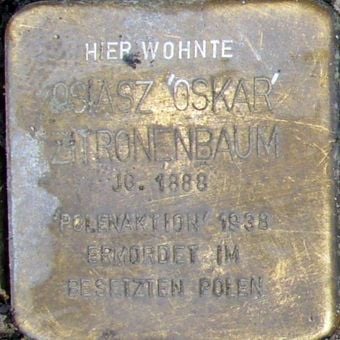 HIER WOHNTE
OSIASZ 'OSKAR'
ZITRONENBAUM
JG. 1888
'POLENAKTION' 1938
ERMORDET IM
BESETZTEN POLEN